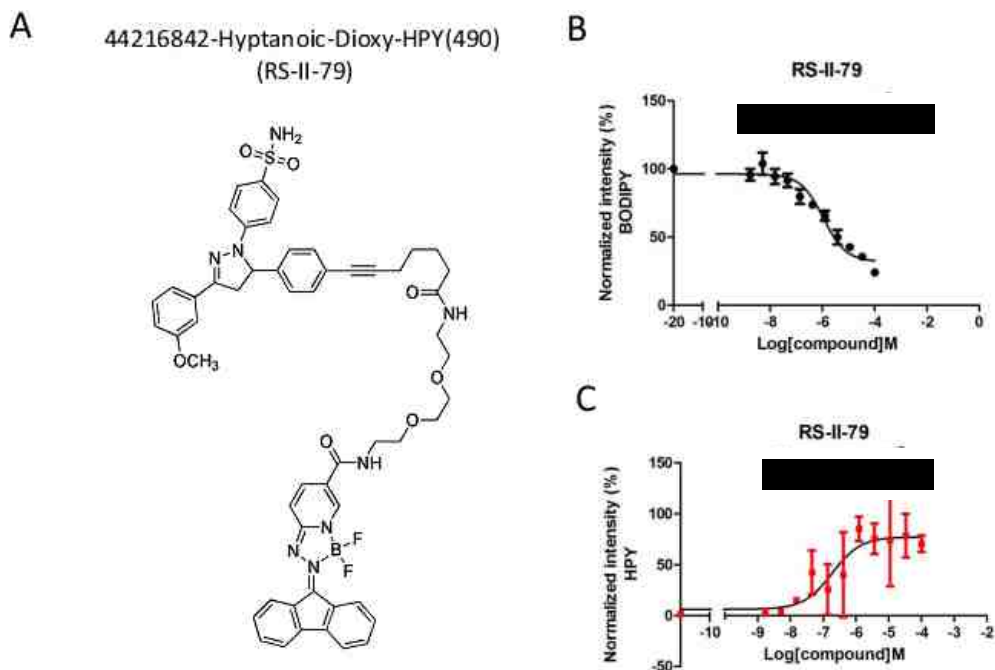 A
44216842-Hyptanoic-Dioxy-HPY(490)
(RS-II-79)
NH2
O=S=O
N
N
OCH3
O
NH
O
O
O
NH
N
N
B
F
F
N
B
RS-II-79
Normalized intensity (%)
BODIPY
150
100
50
0
-20 -10 -10 -8 -6 -4 -2 0
Log[compound]M
C
RS-II-79
Normalized intensity (%)
HPY
150
100
50
0
-50
-10 -9 -8 -7 -6 -5 -4 -3 -2
Log[compound]M